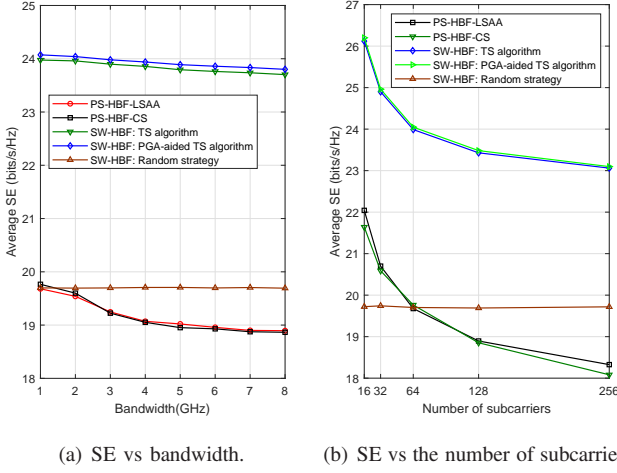 25
24
23
22
21
20
19
18
Average SE (bits/s/Hz)
PS-HBF-LSAA
PS-HBF-CS
SW-HBF: TS algorithm
SW-HBF: PGA-aided TS algorithm
SW-HBF: Random strategy
1 2 3 4 5 6 7 8
Bandwidth(GHz)
(a) SE vs bandwidth.
27
26
25
24
23
22
21
20
19
18
Average SE (bits/s/Hz)
PS-HBF-LSAA
PS-HBF-CS
SW-HBF: TS algorithm
SW-HBF: PGA-aided TS algorithm
SW-HBF: Random strategy
16 32 64 128 256
Number of subcarriers
(b) SE vs the number of subcarrie